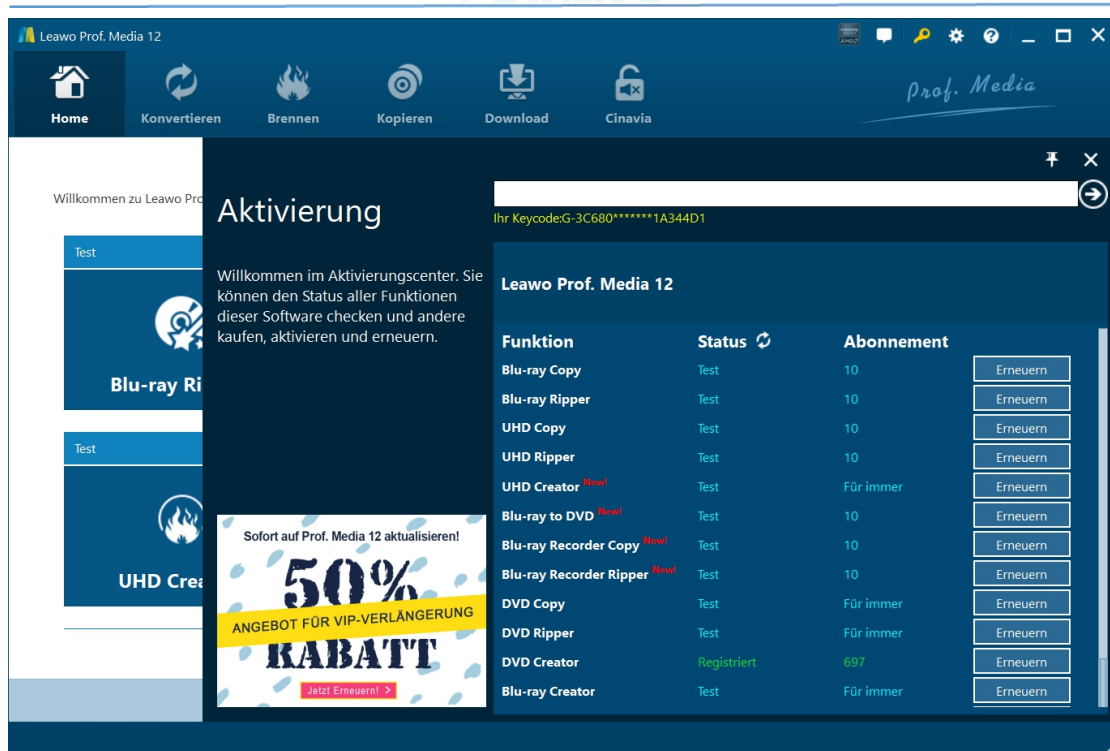 Leawo Prof. Media 12
Home
Konvertieren
Brennen
Kopieren
Download
Cinavia
Prof. Media
Willkommen zu Leawo Pro
Test
Blu-ray Ri
Test
UHD Crea
Aktivierung
Willkommen im Aktivierungscenter. Sie
können den Status aller Funktionen
dieser Software checken und andere
kaufen, aktivieren und erneuern.
Sofort auf Prof. Media 12 aktualisieren!
50%
ANGEBOT FÜR VIP-VERLÄNGERUNG
RABATT
Jetzt Erneuern! >
Ihr Keycode:G-3C680*******1A344D1
Leawo Prof. Media 12
Funktion Status Abonnement
Blu-ray Copy Test 10 Erneuern
Blu-ray Ripper Test 10 Erneuern
UHD Copy Test 10 Erneuern
UHD Ripper Test 10 Erneuern
UHD Creator New! Test Für immer Erneuern
Blu-ray to DVD New! Test 10 Erneuern
Blu-ray Recorder Copy New! Test 10 Erneuern
Blu-ray Recorder Ripper New! Test 10 Erneuern
DVD Copy Test Für immer Erneuern
DVD Ripper Test Für immer Erneuern
DVD Creator Registriert 697 Erneuern
Blu-ray Creator Test Für immer Erneuern